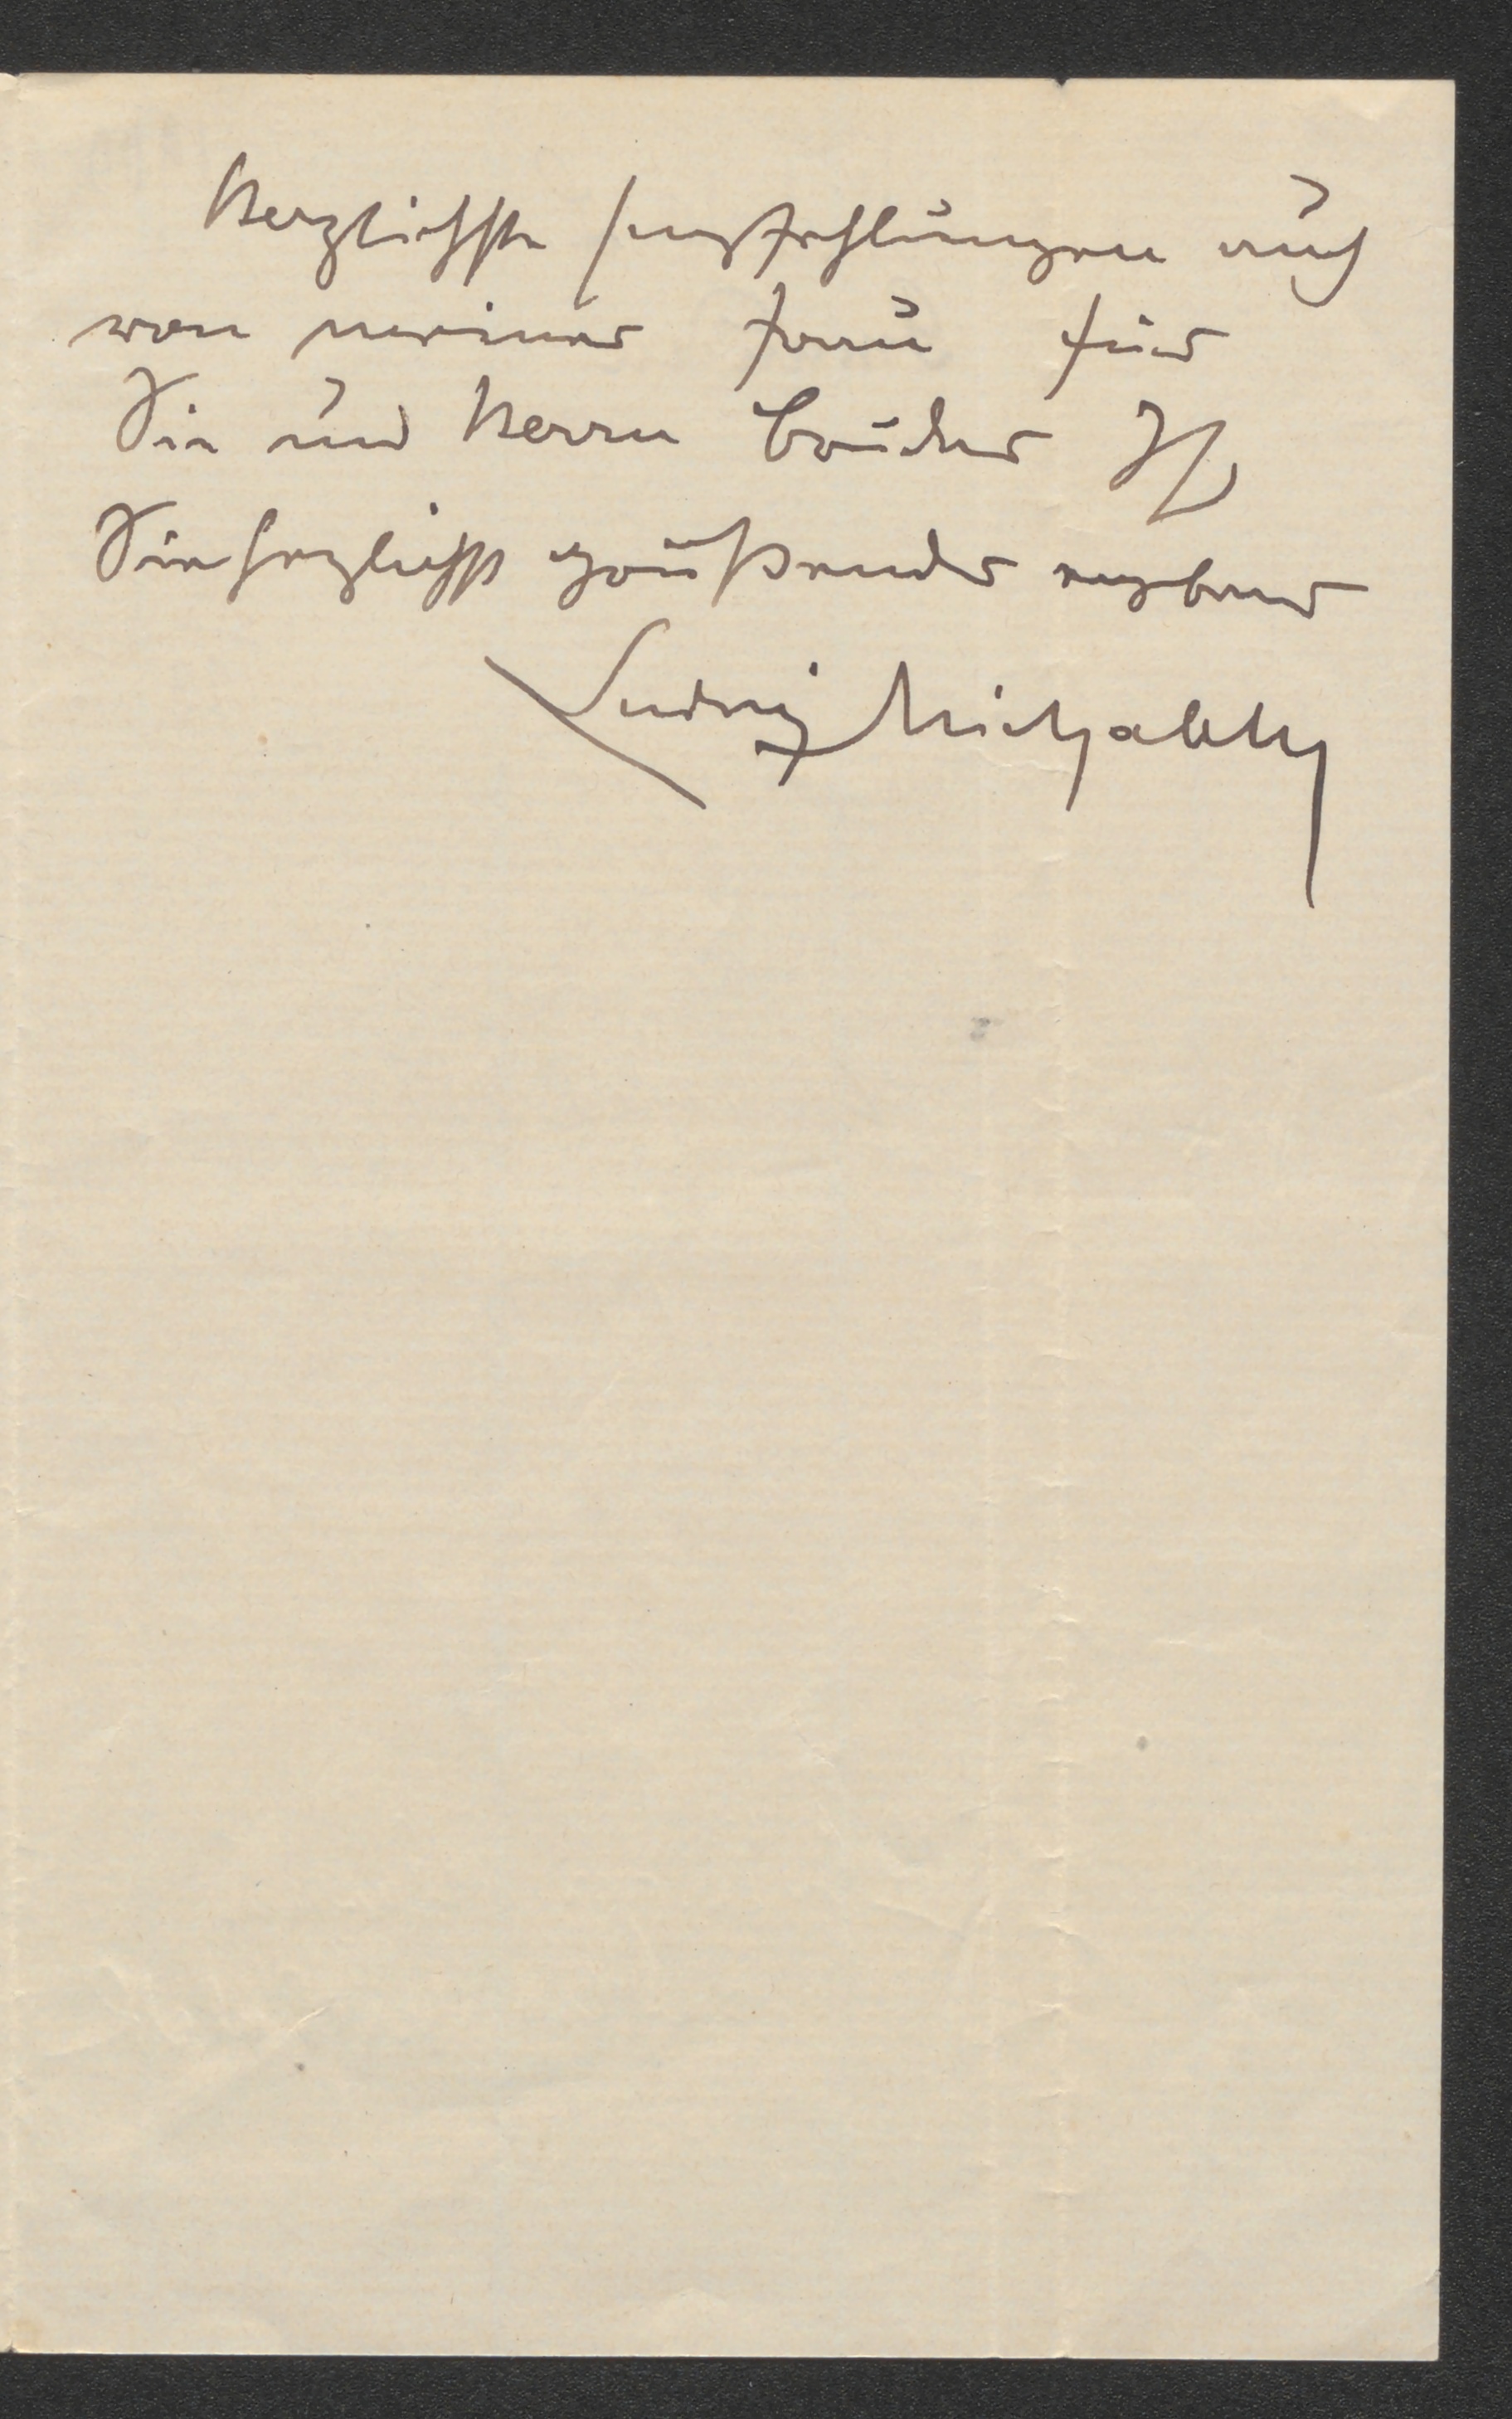 Herzlichste Empfehlungen auch
von meiner Frau für
Sie und Herrn Bruder Ihr
Sie herzlichst grüßender ergebener
Ludwig Michalek